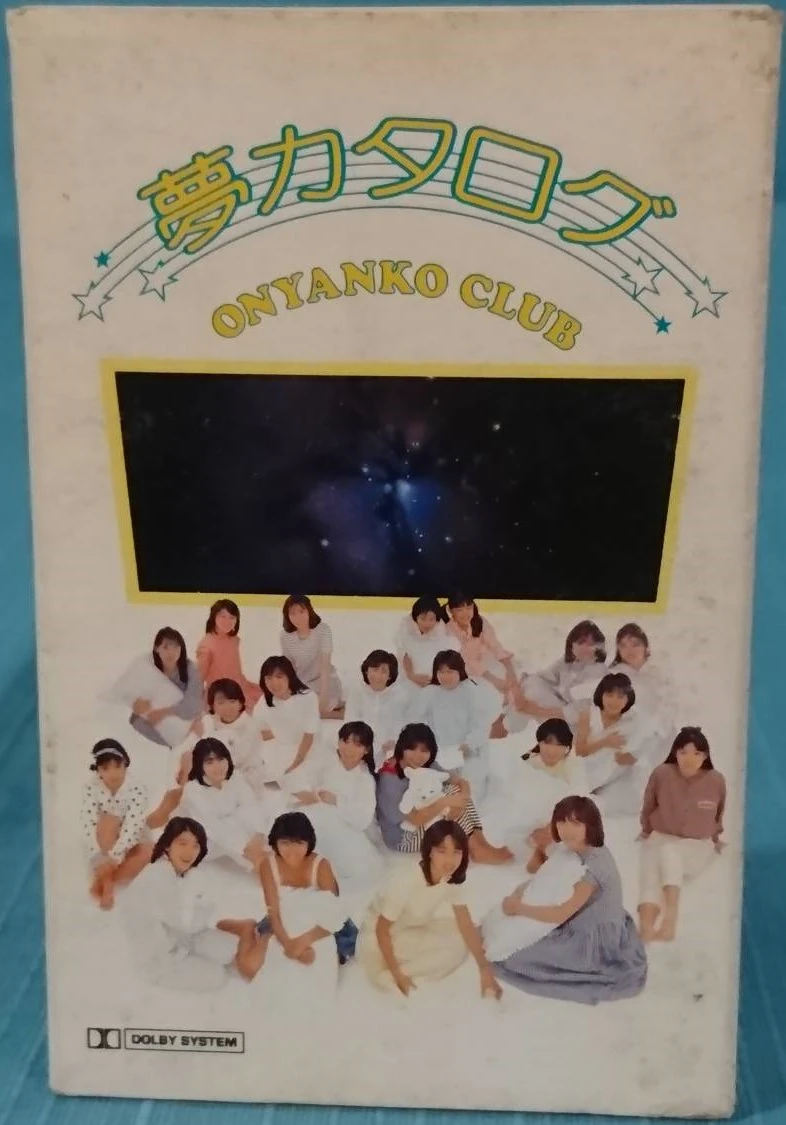 夢カタログ
ONYANKO CLUB
DOLBY SYSTEM